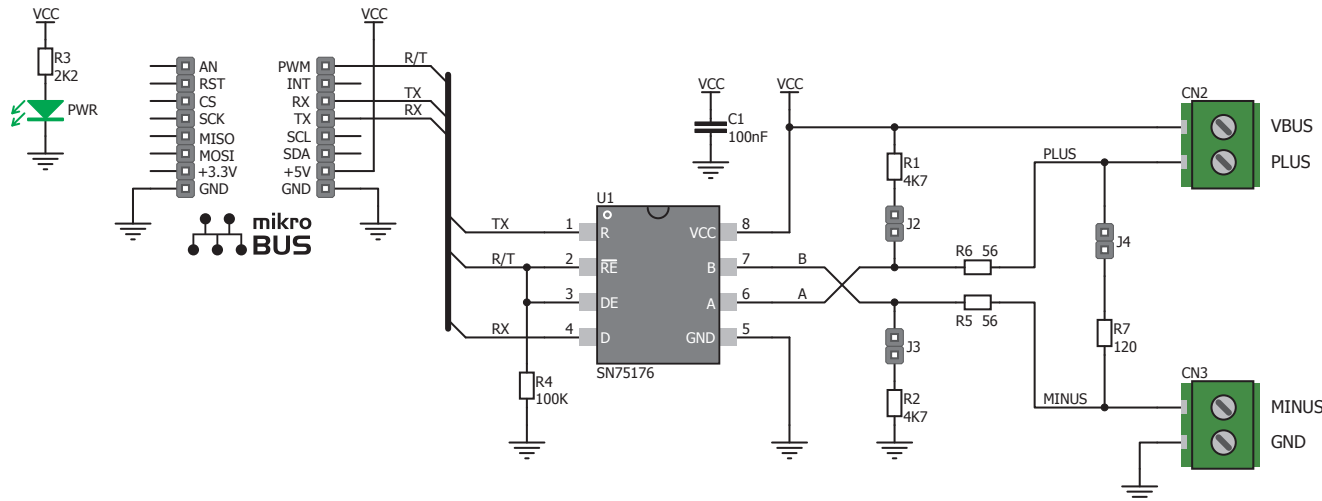 VCC
R3
2K2
PWR
AN
RST
CS
SCK
MISO
MOSI
+3.3V
GND
mikro
BUS
VCC
PWM
INT
RX
TX
SCL
SDA
+5V
GND
R/T
TX
RX
TX
R/T
RX
R4
100K
U1
1
2
3
4
R
RE
DE
D
VCC
B
A
GND
8
7
6
5
SN75176
VCC
C1
100nF
VCC
B
A
R1
4K7
J2
J3
R2
4K7
R6 56
R5 56
PLUS
MINUS
J4
R7
120
CN2
VBUS
PLUS
CN3
MINUS
GND